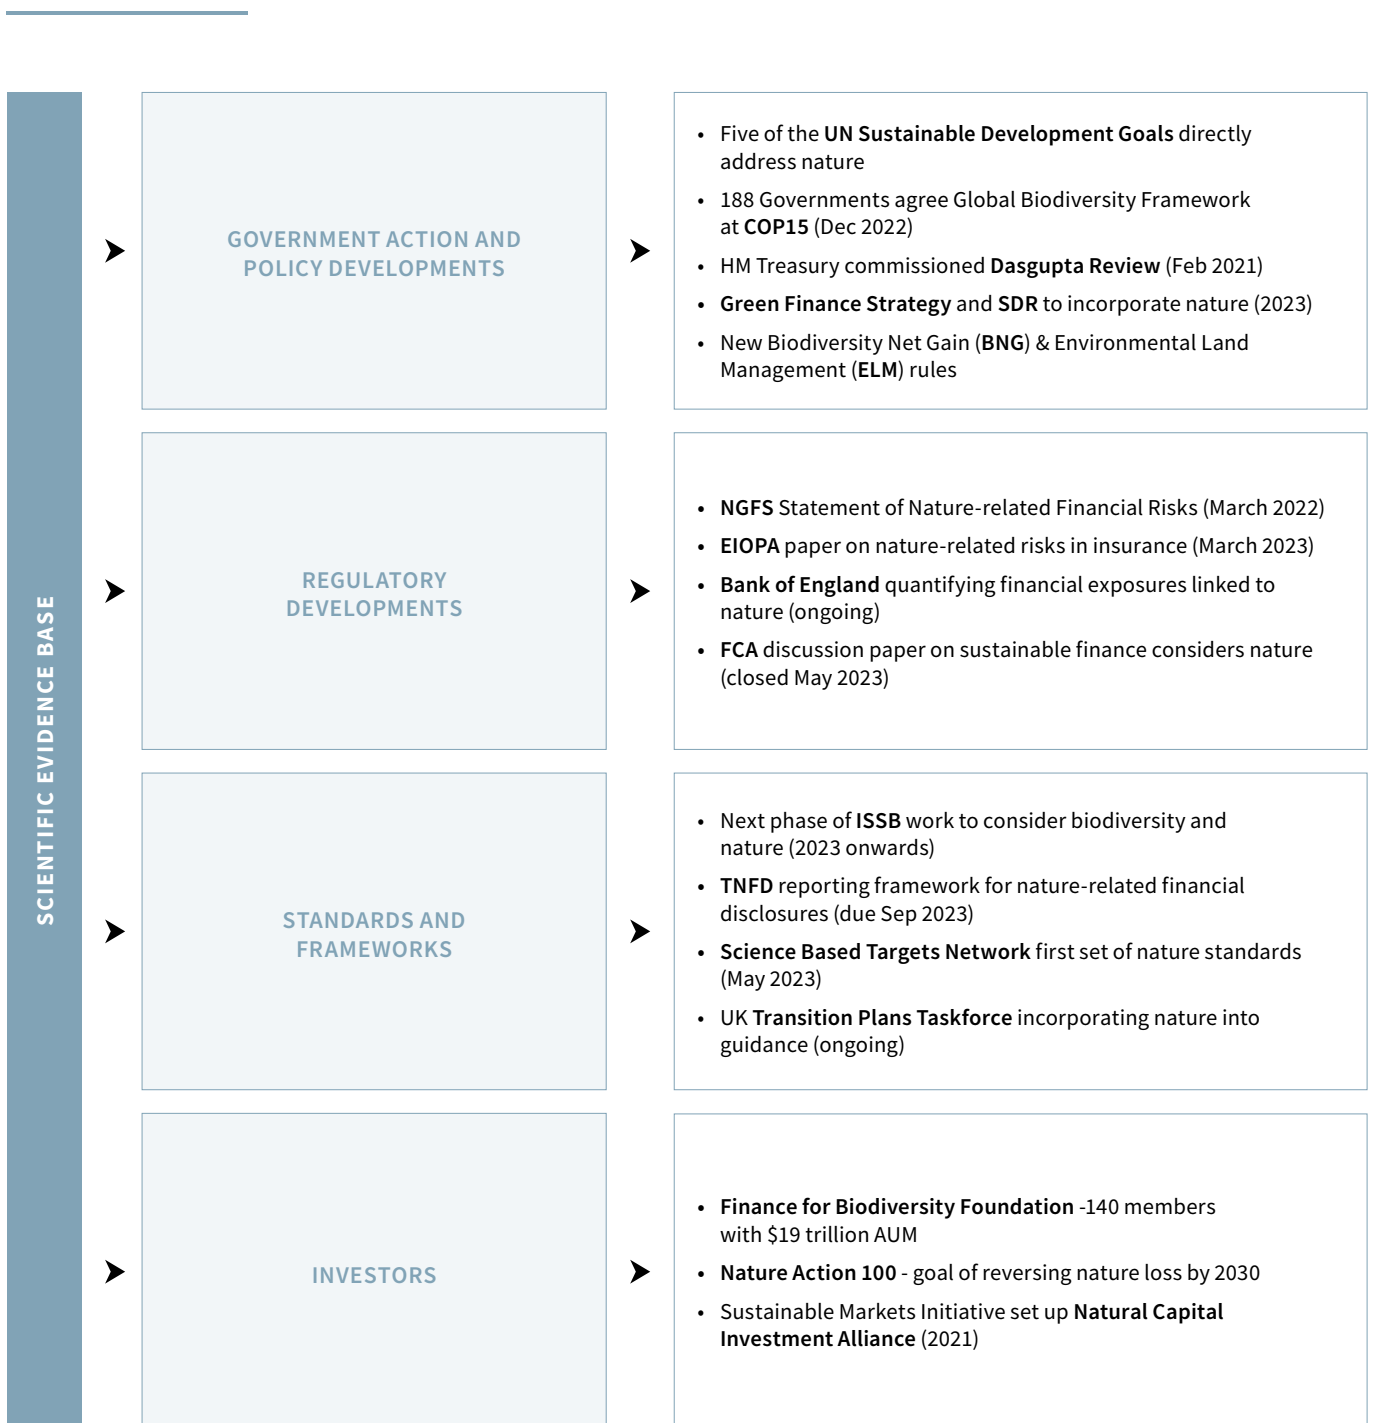 SCIENTIFIC EVIDENCE BASE
GOVERNMENT ACTION AND
POLICY DEVELOPMENTS
• Five of the UN Sustainable Development Goals directly
address nature
• 188 Governments agree Global Biodiversity Framework
at COP15 (Dec 2022)
• HM Treasury commissioned Dasgupta Review (Feb 2021)
• Green Finance Strategy and SDR to incorporate nature (2023)
• New Biodiversity Net Gain (BNG) & Environmental Land
Management (ELM) rules
REGULATORY
DEVELOPMENTS
• NGFS Statement of Nature-related Financial Risks (March 2022)
• EIOPA paper on nature-related risks in insurance (March 2023)
• Bank of England quantifying financial exposures linked to
nature (ongoing)
• FCA discussion paper on sustainable finance considers nature
(closed May 2023)
STANDARDS AND
FRAMEWORKS
• Next phase of ISSB work to consider biodiversity and
nature (2023 onwards)
• TNFD reporting framework for nature-related financial
disclosures (due Sep 2023)
• Science Based Targets Network first set of nature standards
(May 2023)
• UK Transition Plans Taskforce incorporating nature into
guidance (ongoing)
INVESTORS
• Finance for Biodiversity Foundation -140 members
with $19 trillion AUM
• Nature Action 100 - goal of reversing nature loss by 2030
• Sustainable Markets Initiative set up Natural Capital
Investment Alliance (2021)